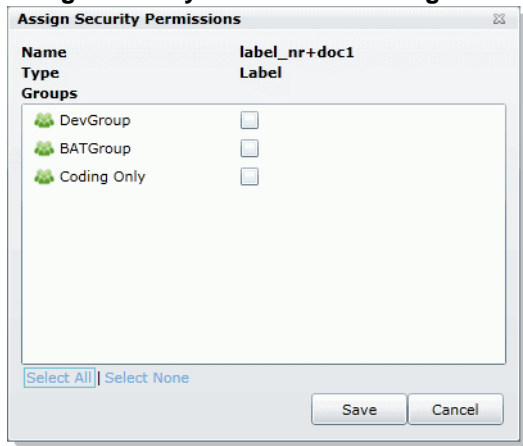 Assign Security Permissions
Name label_nr+doc1
Type Label
Groups
DevGroup
BATGroup
Coding Only
Select All | Select None
Save Cancel